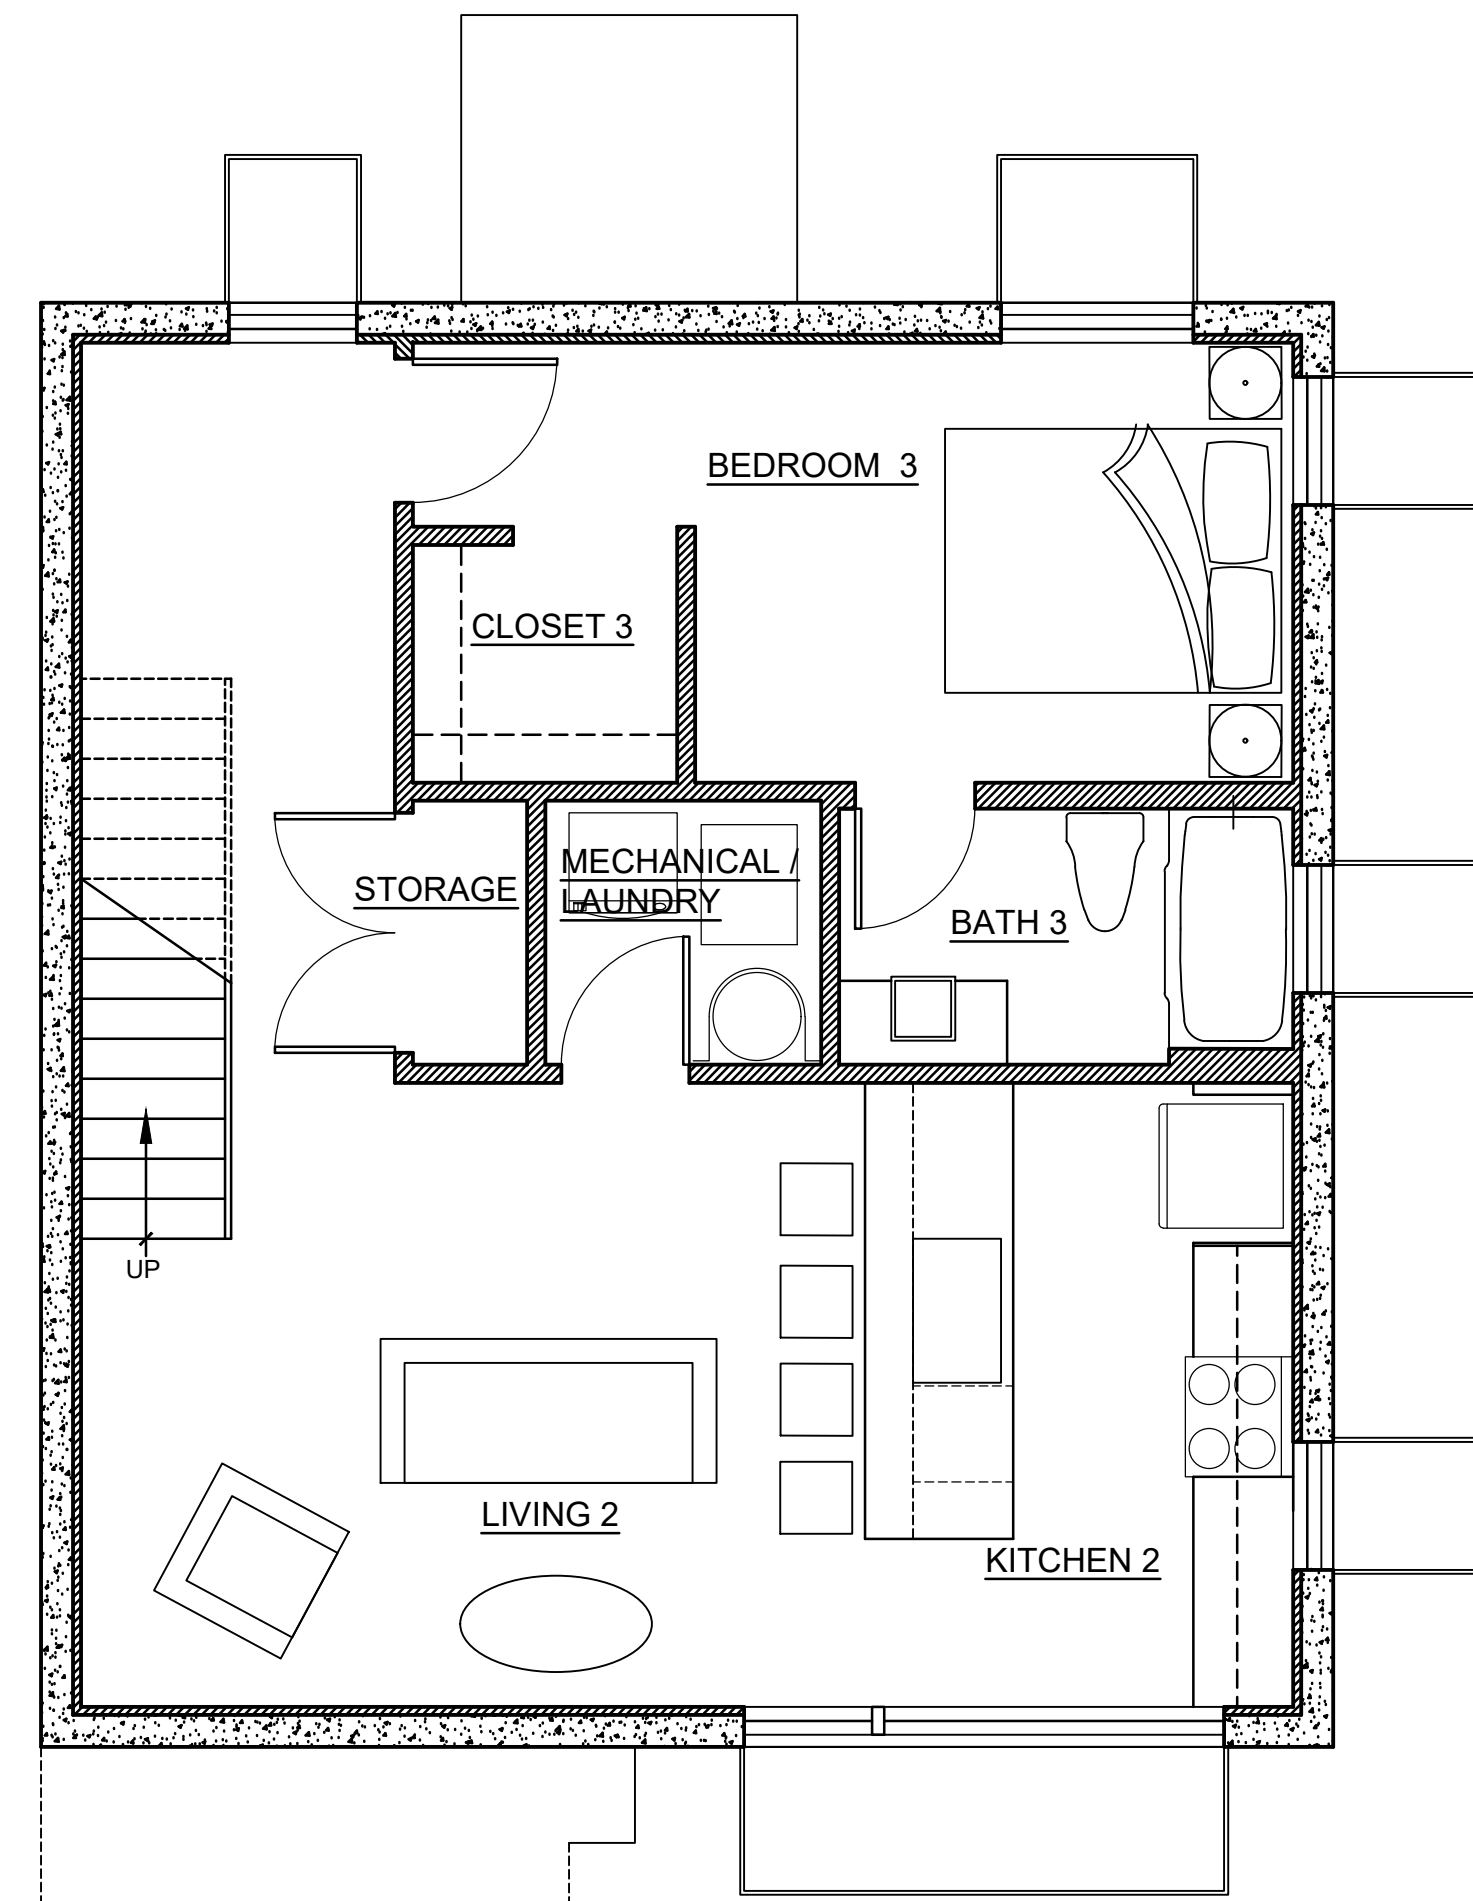 BEDROOM 3
CLOSET 3
MECHANICAL /
LAUNDRY
STORAGE
BATH 3
UP
LIVING 2
KITCHEN 2